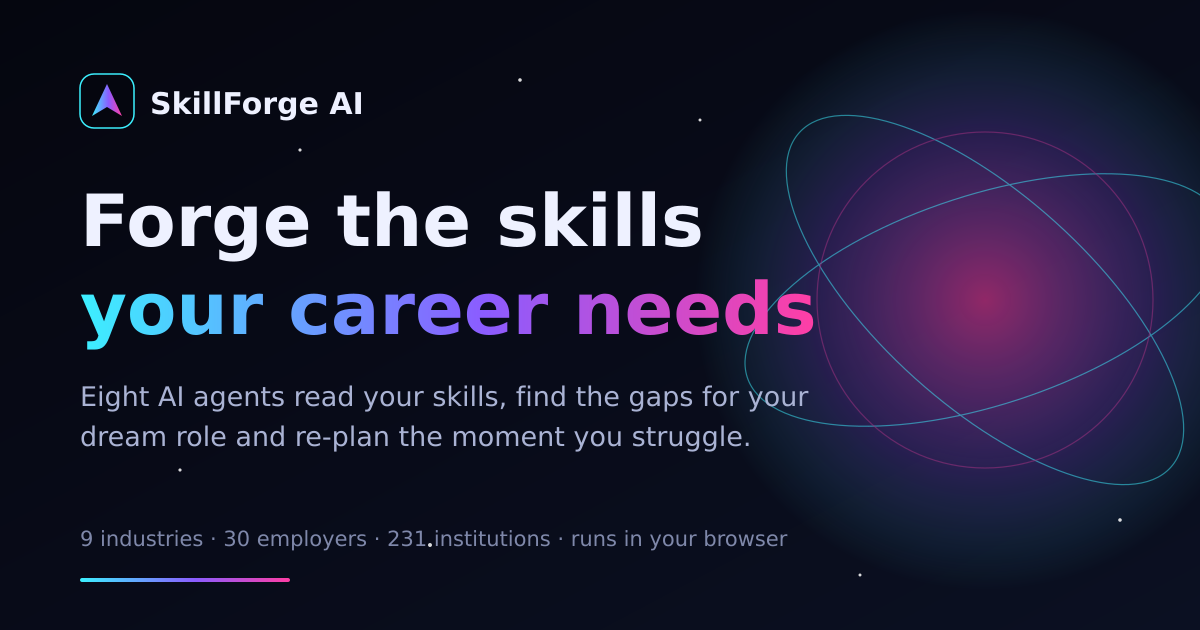 SkillForge AI
Forge the skills
your career needs
Eight AI agents read your skills, find the gaps for your
dream role and re-plan the moment you struggle.
9 industries · 30 employers · 231 institutions · runs in your browser